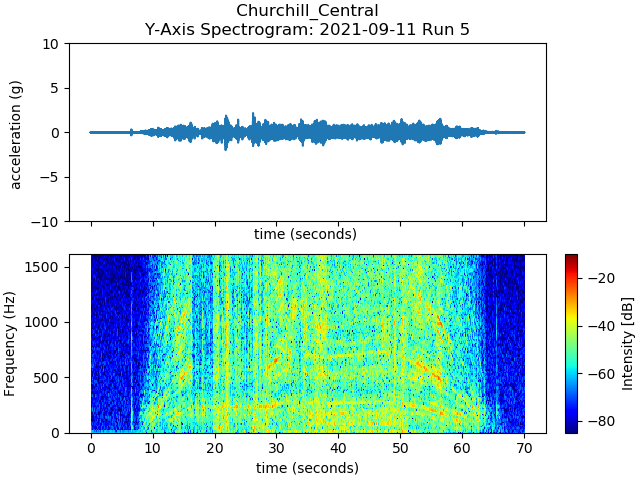 Churchill_Central
Y-Axis Spectrogram: 2021-09-11 Run 5
10
5
0
−5
−10
acceleration (g)
time (seconds)
1500
1000
500
0
Frequency (Hz)
0 10 20 30 40 50 60 70
time (seconds)
−20
−40
−60
−80
Intensity [dB]